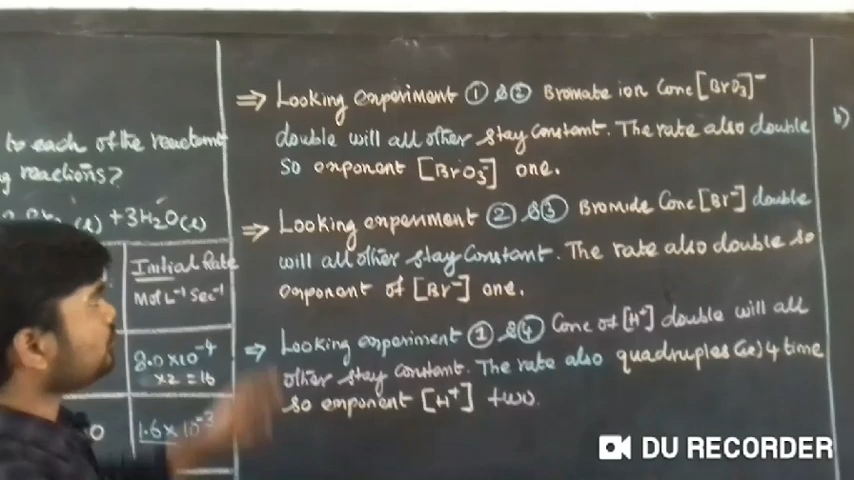 to each of the reactant
reactions?
(l) + 3H₂O(l)
Initial Rate
Mol L⁻¹ Sec⁻¹
8.0 × 10⁻⁴
×2 = 16
0
1.6 × 10⁻³
⇒ Looking experiment ① & ② Bromate ion Conc [BrO₃]⁻
double will all other stay constant. The rate also double
So exponent [BrO₃⁻] one.
⇒ Looking experiment ② & ③ Bromide Conc [Br⁻] double
will all other stay Constant. The rate also double so
exponent of [Br⁻] one.
⇒ Looking experiment ① & ④ Conc of [H⁺] double will all
other stay constant. The rate also quadruples (ie) 4 time
so exponent [H⁺] two.
b)
DU RECORDER